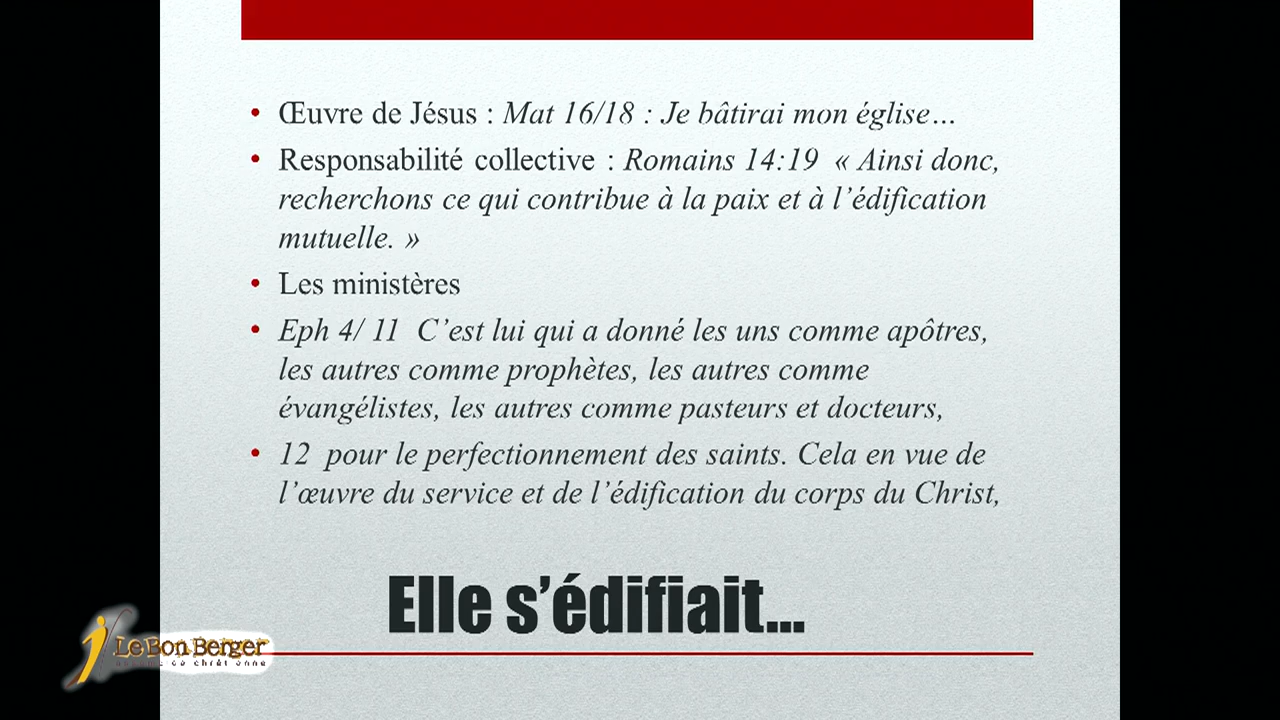 • Œuvre de Jésus : Mat 16/18 : Je bâtirai mon église…
• Responsabilité collective : Romains 14:19 « Ainsi donc,
recherchons ce qui contribue à la paix et à l’édification
mutuelle. »
• Les ministères
• Eph 4/ 11 C’est lui qui a donné les uns comme apôtres,
les autres comme prophètes, les autres comme
évangélistes, les autres comme pasteurs et docteurs,
• 12 pour le perfectionnement des saints. Cela en vue de
l’œuvre du service et de l’édification du corps du Christ,
Elle s’édifiait...
Le Bon Berger